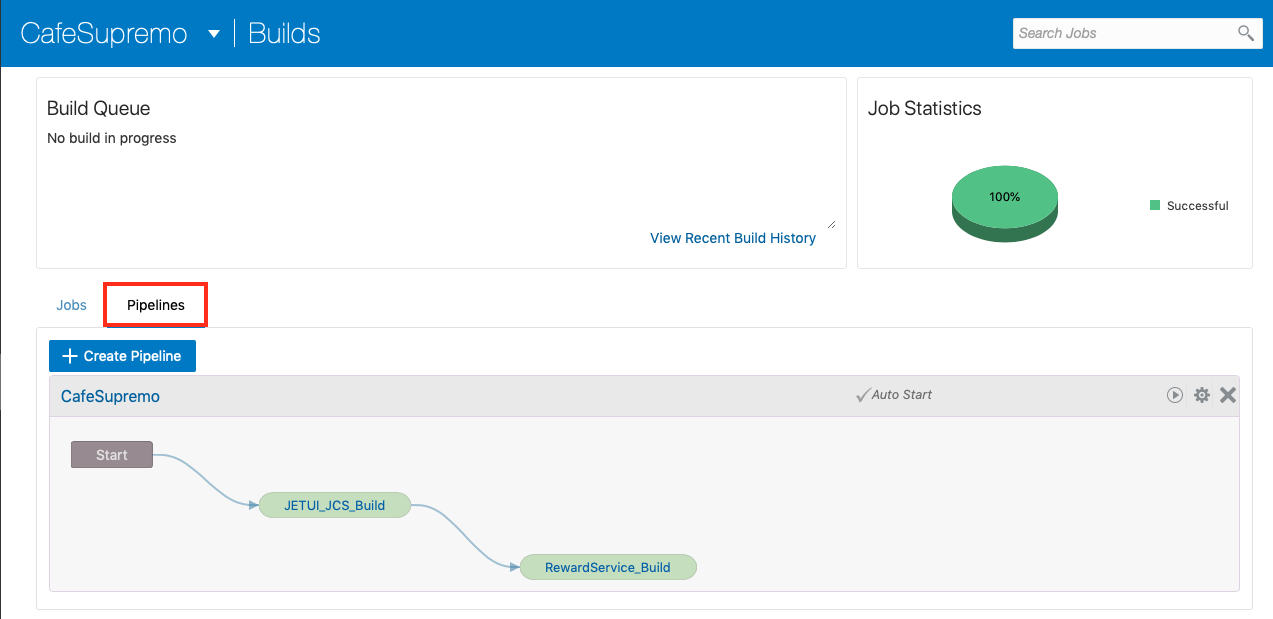 CafeSupremo | Builds
Search Jobs
Build Queue
No build in progress
View Recent Build History
Job Statistics
100%
Successful
Jobs
Pipelines
Create Pipeline
CafeSupremo
Auto Start
Start
JETUI_JCS_Build
RewardService_Build